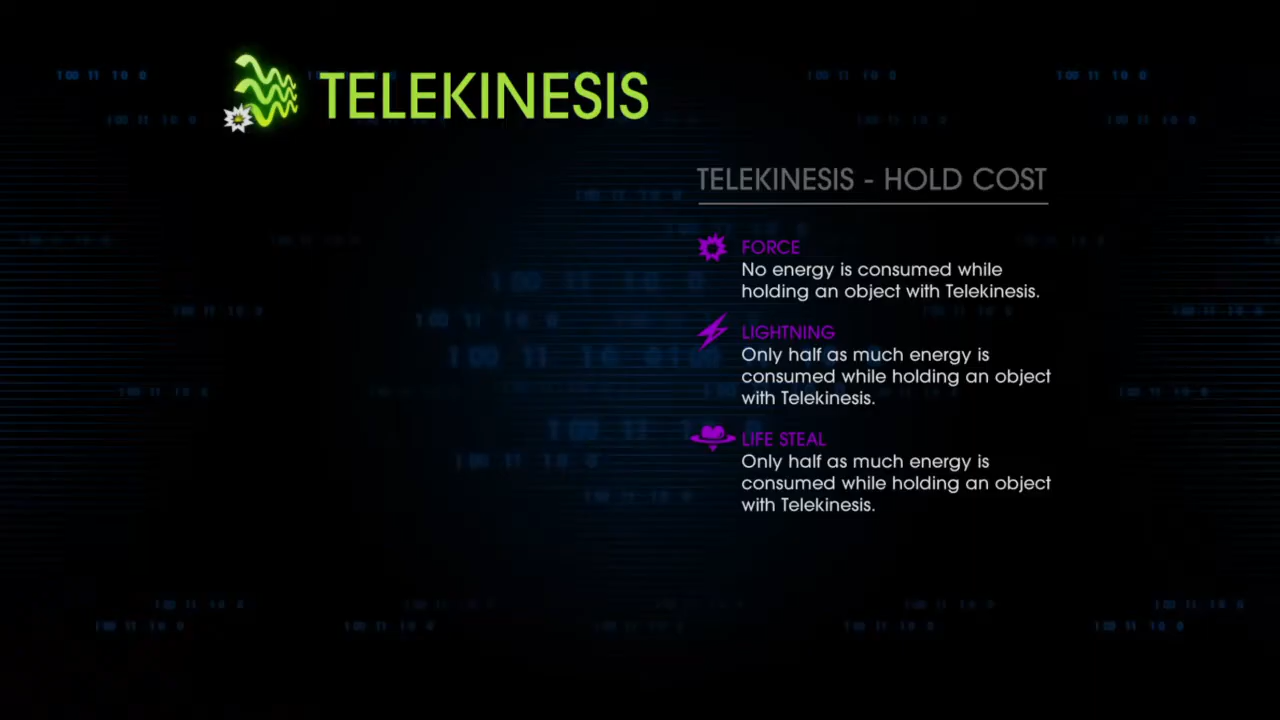 TELEKINESIS
TELEKINESIS - HOLD COST
FORCE
No energy is consumed while
holding an object with Telekinesis.
LIGHTNING
Only half as much energy is
consumed while holding an object
with Telekinesis.
LIFE STEAL
Only half as much energy is
consumed while holding an object
with Telekinesis.